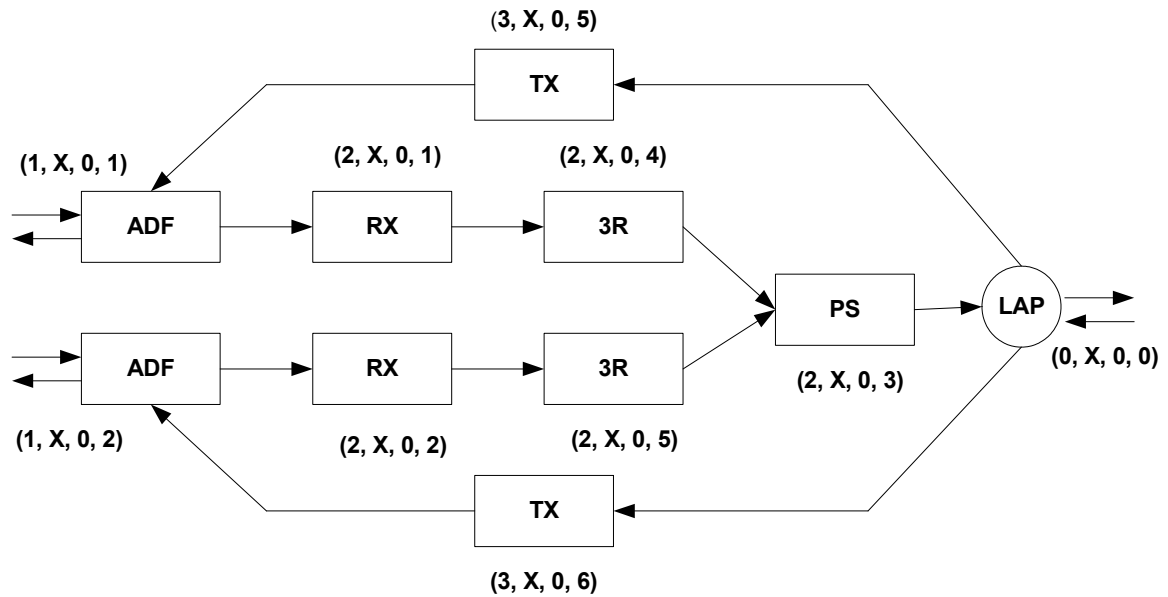 (3, X, 0, 5)
TX
(1, X, 0, 1)
(2, X, 0, 1)
(2, X, 0, 4)
ADF
RX
3R
PS
LAP
(0, X, 0, 0)
(2, X, 0, 3)
ADF
RX
3R
(1, X, 0, 2)
(2, X, 0, 2)
(2, X, 0, 5)
TX
(3, X, 0, 6)